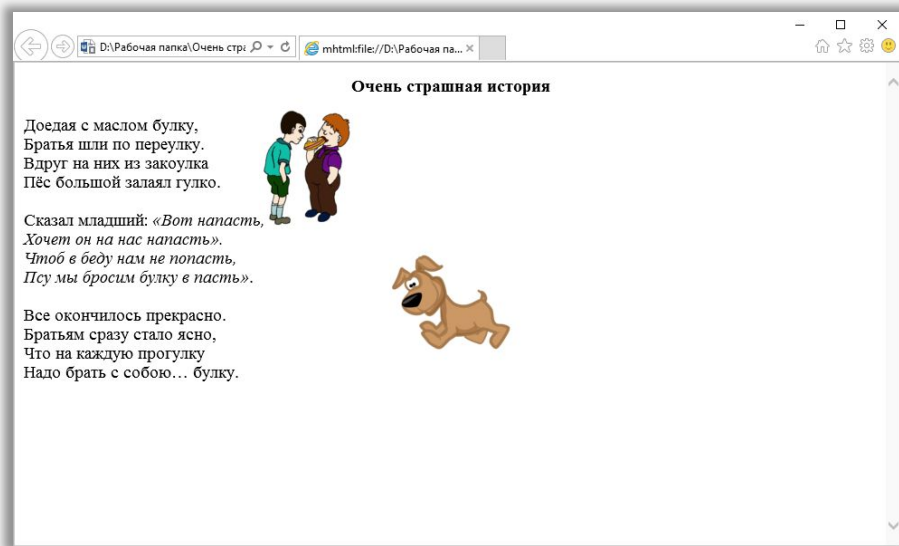 D:\Рабочая папка\Очень стра
mhtml:file://D:\Рабочая па...
Очень страшная история
Доедая с маслом булку,
Братья шли по переулку.
Вдруг на них из закоулка
Пёс большой залаял гулко.
Сказал младший: «Вот напасть,
Хочет он на нас напасть».
Чтоб в беду нам не попасть,
Псу мы бросим булку в пасть».
Все окончилось прекрасно.
Братьям сразу стало ясно,
Что на каждую прогулку
Надо брать с собою… булку.